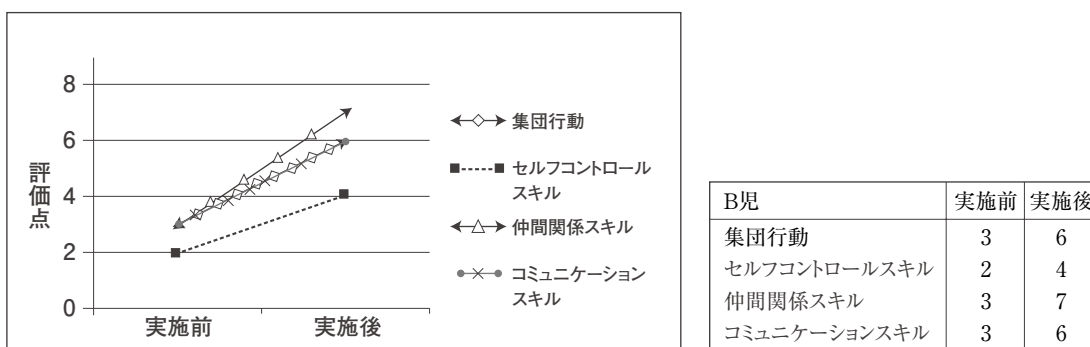 8
6
4
2
0
評価点
実施前 実施後
集団行動
セルフコントロール
スキル
仲間関係スキル
コミュニケーション
スキル
B児 実施前 実施後
集団行動 3 6
セルフコントロールスキル 2 4
仲間関係スキル 3 7
コミュニケーションスキル 3 6